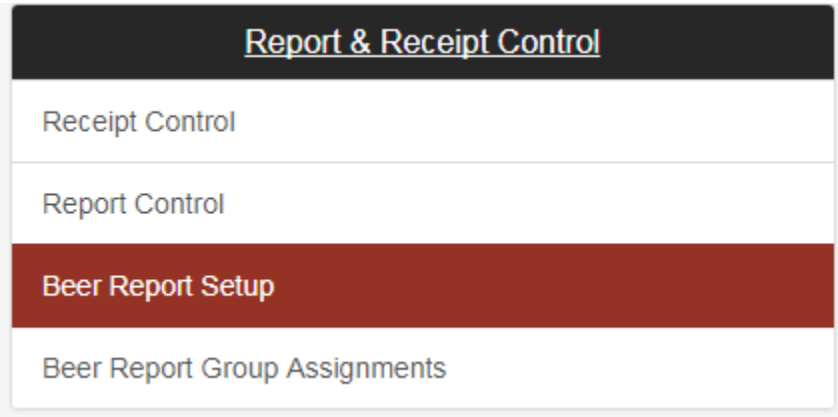 Report & Receipt Control
Receipt Control
Report Control
Beer Report Setup
Beer Report Group Assignments